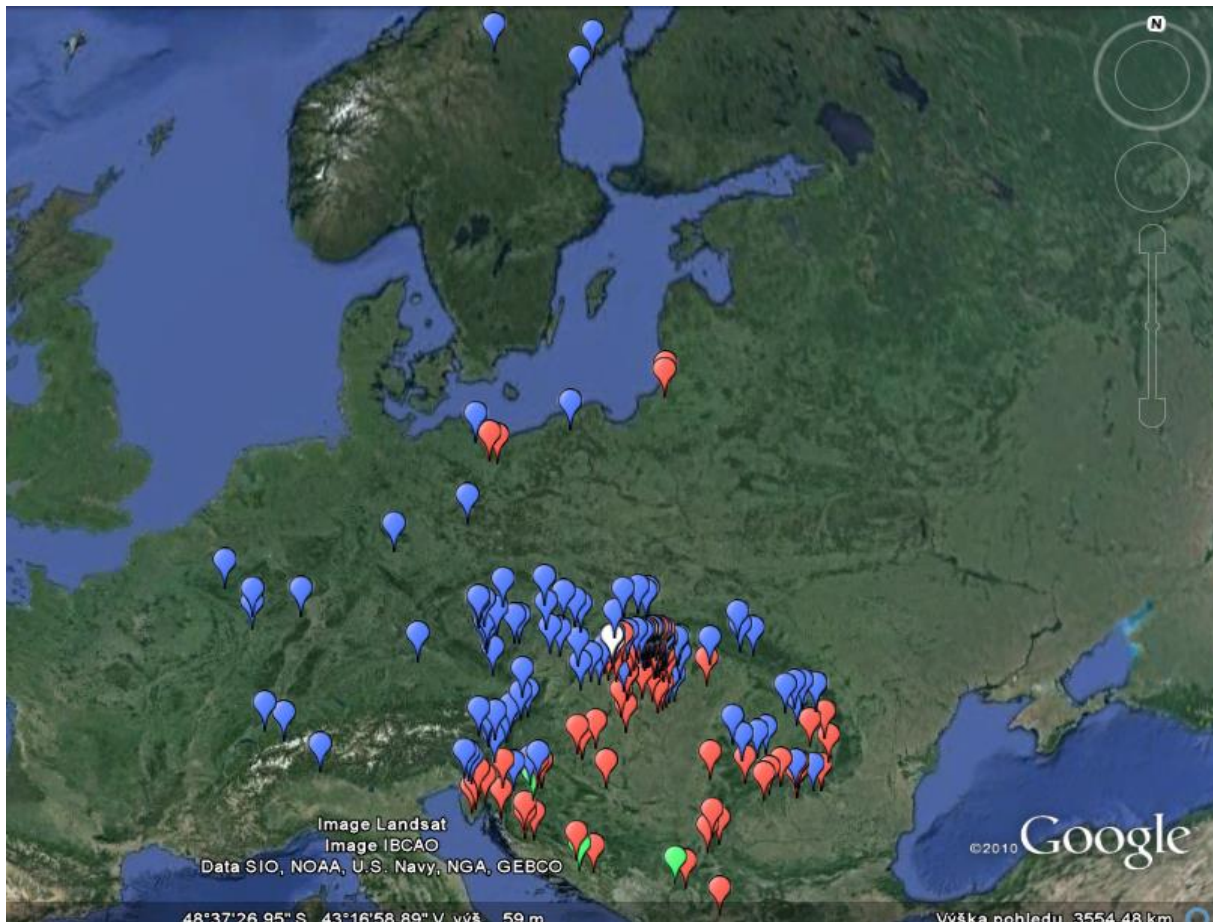 N
Image Landsat
Image IBCAO
Data SIO, NOAA, U.S. Navy, NGA, GEBCO
©2010 Google
48°37'26.95" S 43°16'58.89" V výš. 59 m
Výška pohledu 3554.48 km